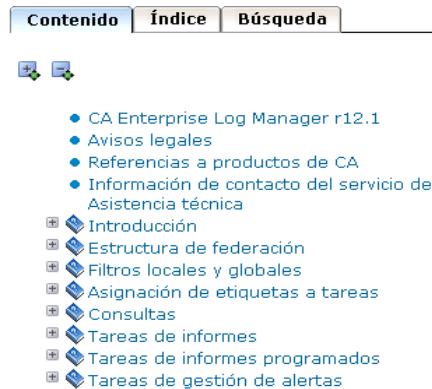 Contenido Índice Búsqueda
CA Enterprise Log Manager r12.1
Avisos legales
Referencias a productos de CA
Información de contacto del servicio de
Asistencia técnica
Introducción
Estructura de federación
Filtros locales y globales
Asignación de etiquetas a tareas
Consultas
Tareas de informes
Tareas de informes programados
Tareas de gestión de alertas